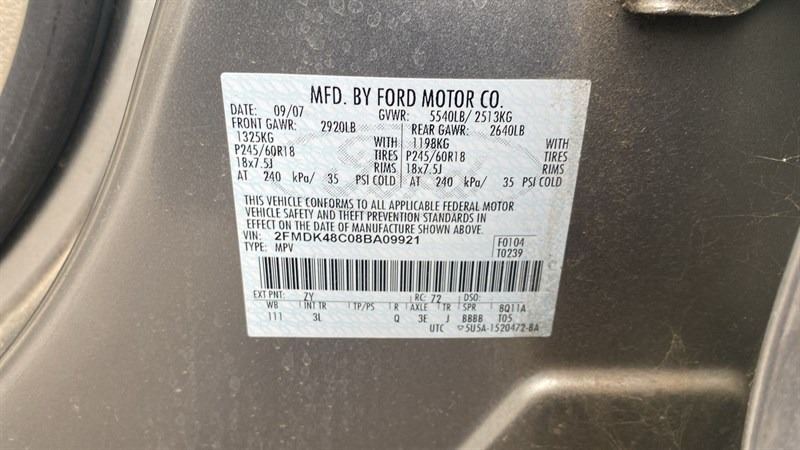 MFD. BY FORD MOTOR CO.
DATE: 09/07 GVWR: 5540LB/ 2513KG
FRONT GAWR: 2920LB REAR GAWR: 2640LB
1325KG WITH 1198KG WITH
P245/60R18 TIRES P245/60R18 TIRES
18x7.5J RIMS 18x7.5J RIMS
AT 240 kPa/ 35 PSI COLD AT 240 kPa/ 35 PSI COLD
THIS VEHICLE CONFORMS TO ALL APPLICABLE FEDERAL MOTOR
VEHICLE SAFETY AND THEFT PREVENTION STANDARDS IN
EFFECT ON THE DATE OF MANUFACTURE SHOWN ABOVE.
VIN: 2FMDK48C08BA09921 F0104
TYPE: MPV T0239
EXT PNT: ZY RC: 72 DSO:
WB INT TR TP/PS R AXLE TR SPR BQ11A
111 3L Q 3E J BBBB T05
UTC 5U5A-1520472-BA